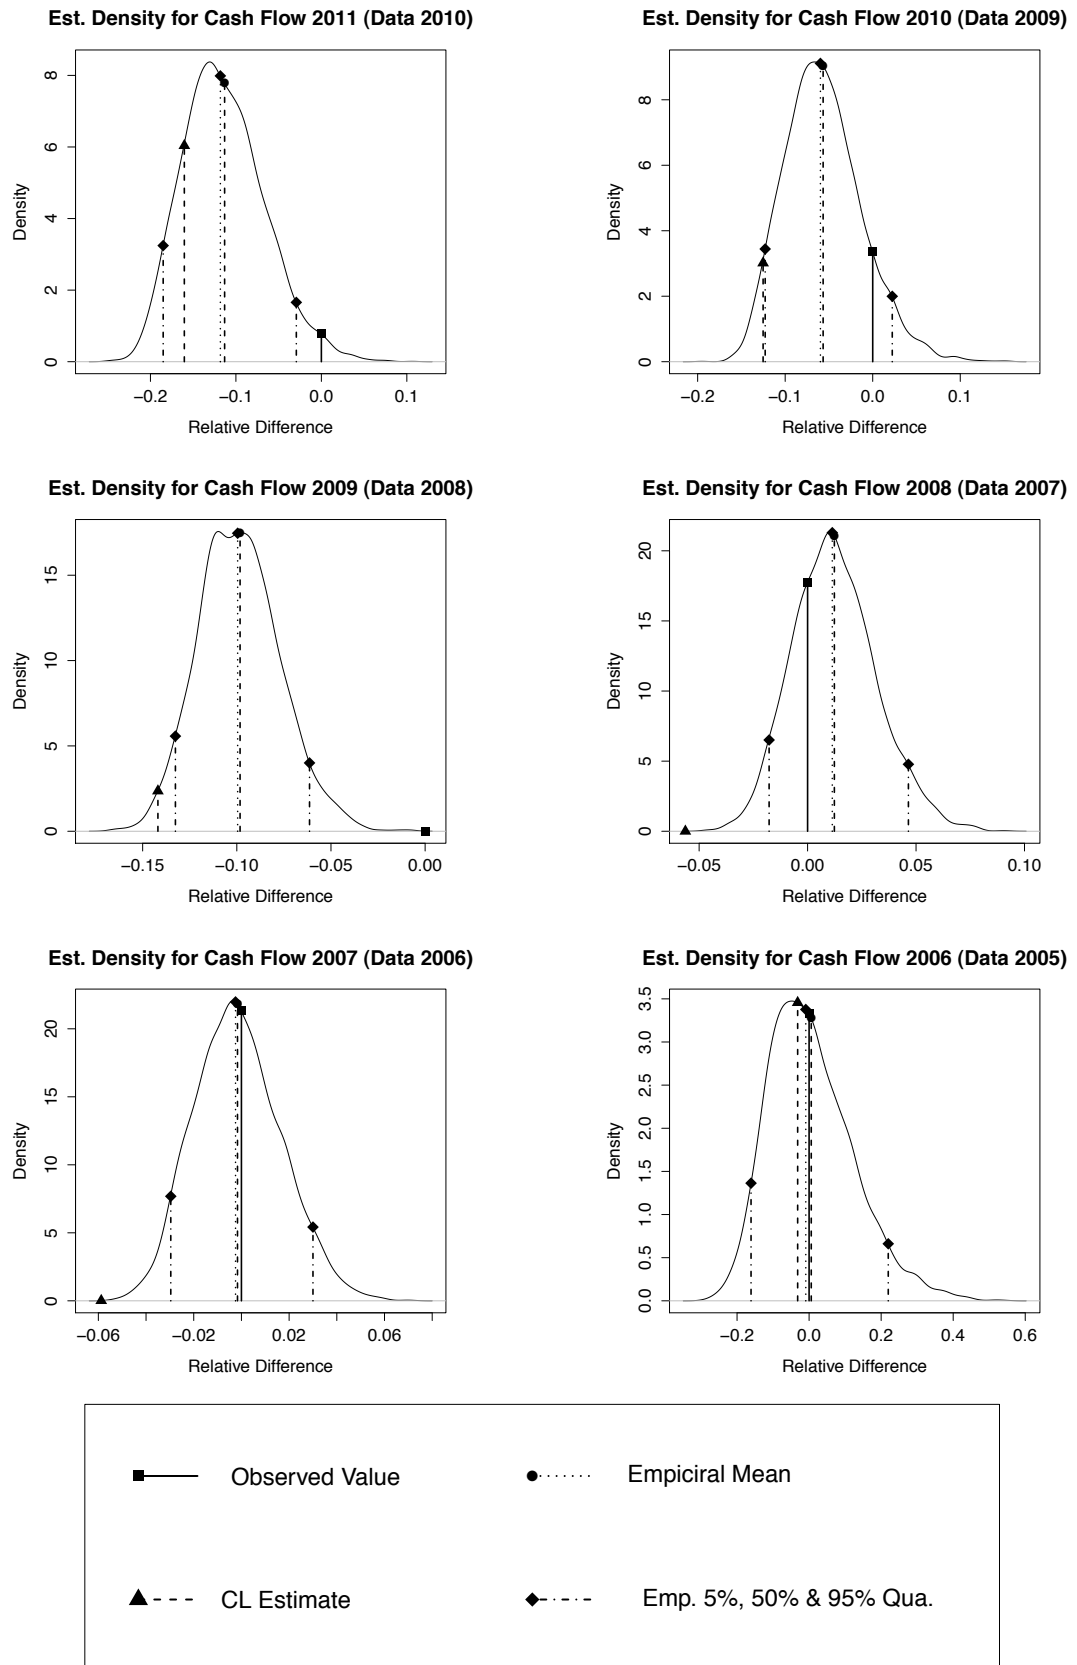 Est. Density for Cash Flow 2011 (Data 2010)
Density
0 2 4 6 8
−0.2 −0.1 0.0 0.1
Relative Difference
Est. Density for Cash Flow 2010 (Data 2009)
Density
0 2 4 6 8
−0.2 −0.1 0.0 0.1
Relative Difference
Est. Density for Cash Flow 2009 (Data 2008)
Density
0 5 10 15
−0.15 −0.10 −0.05 0.00
Relative Difference
Est. Density for Cash Flow 2008 (Data 2007)
Density
0 5 10 15 20
−0.05 0.00 0.05 0.10
Relative Difference
Est. Density for Cash Flow 2007 (Data 2006)
Density
0 5 10 15 20
−0.06 −0.02 0.02 0.06
Relative Difference
Est. Density for Cash Flow 2006 (Data 2005)
Density
0.0 0.5 1.0 1.5 2.0 2.5 3.0 3.5
−0.2 0.0 0.2 0.4 0.6
Relative Difference
Observed Value
Empiciral Mean
CL Estimate
Emp. 5%, 50% & 95% Qua.